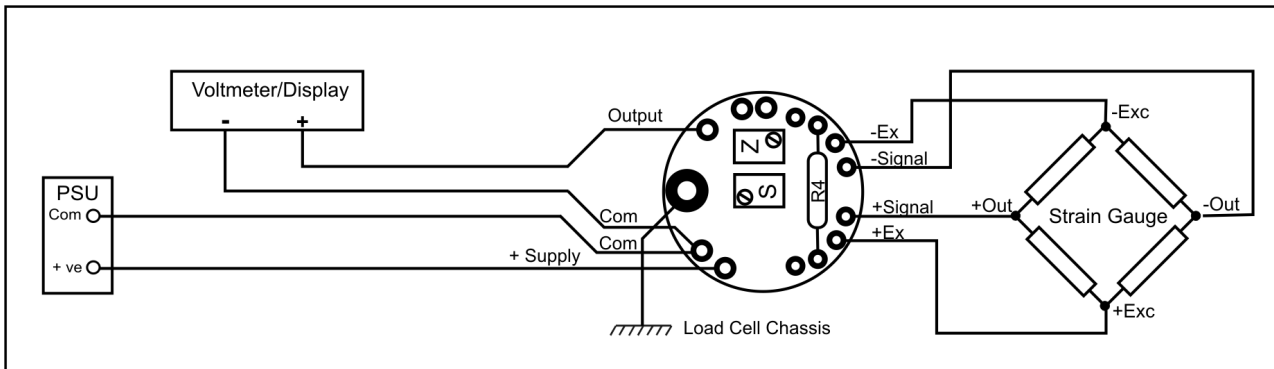 Voltmeter/Display
-
+
Output
PSU
Com
+ ve
Com
Com
+ Supply
Z
S
R4
Load Cell Chassis
-Ex
-Signal
+Signal
+Ex
-Exc
+Out
Strain Gauge
-Out
+Exc